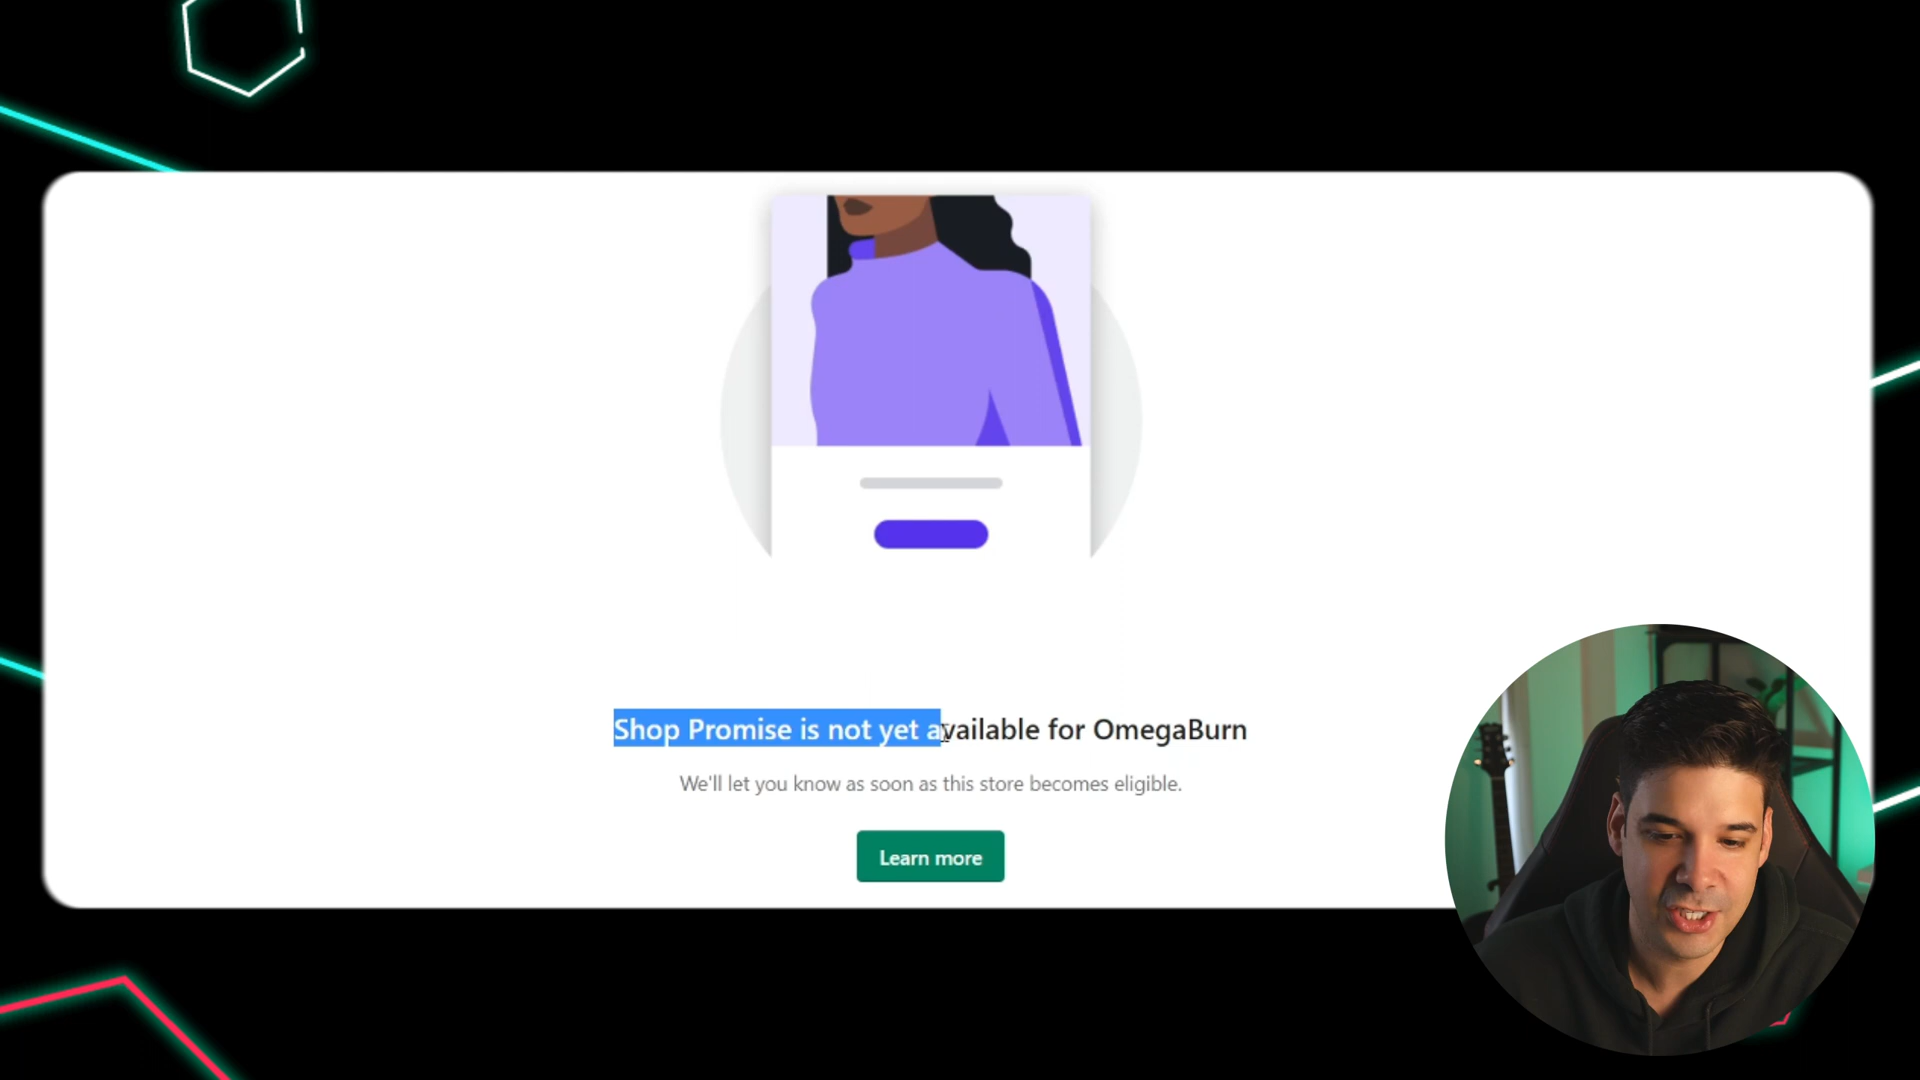 Shop Promise is not yet available for OmegaBurn
We'll let you know as soon as this store becomes eligible.
Learn more